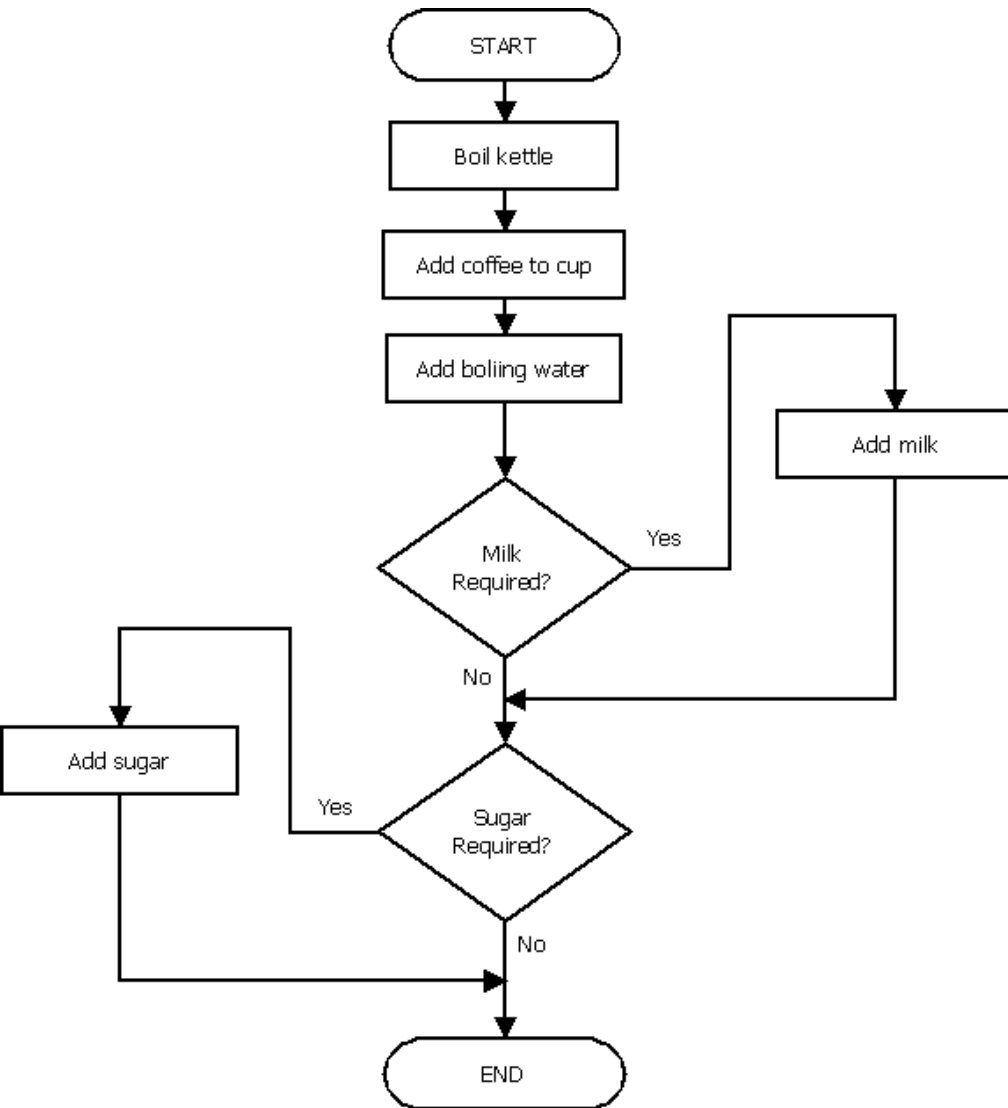 START
Boil kettle
Add coffee to cup
Add boliing water
Add milk
Milk
Required?
Yes
No
Add sugar
Yes
Sugar
Required?
No
END